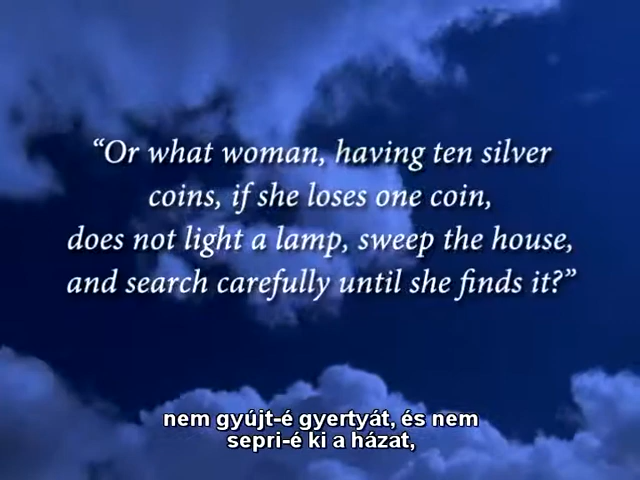 “Or what woman, having ten silver
coins, if she loses one coin,
does not light a lamp, sweep the house,
and search carefully until she finds it?”
nem gyújt-é gyertyát, és nem
sepri-é ki a házat,